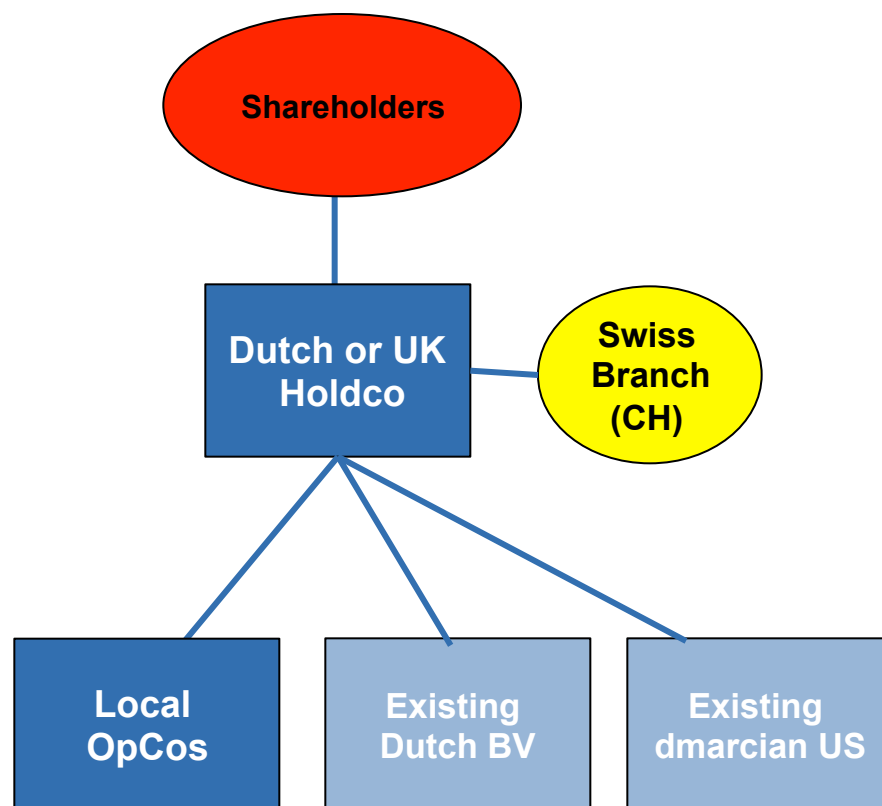 Shareholders
Dutch or UK
Holdco
Swiss
Branch
(CH)
Local
OpCos
Existing
Dutch BV
Existing
dmarcian US